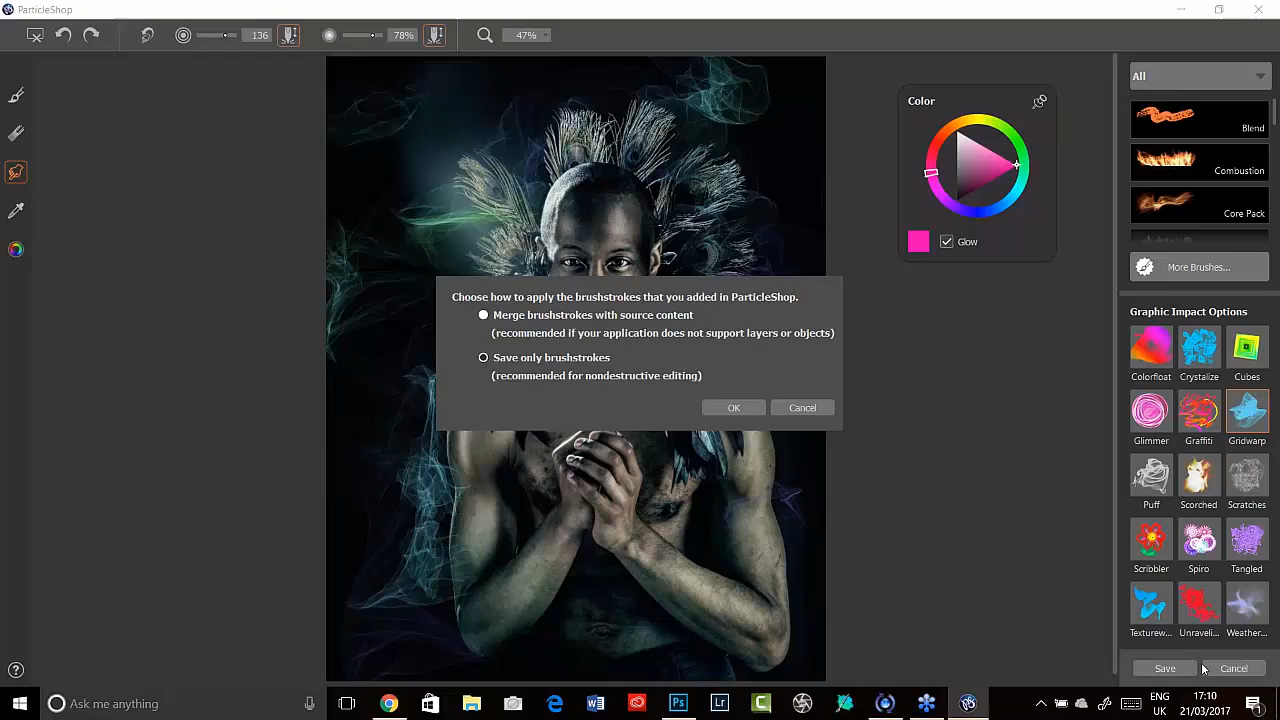 ParticleShop
136
78%
47%
All
Color
Blend
Combustion
Core Pack
Glow
More Brushes...
Choose how to apply the brushstrokes that you added in ParticleShop.
Merge brushstrokes with source content
(recommended if your application does not support layers or objects)
Save only brushstrokes
(recommended for nondestructive editing)
OK
Cancel
Graphic Impact Options
Colorfloat
Crystalize
Cubes
Glimmer
Graffiti
Gridwarp
Puff
Scorched
Scratches
Scribbler
Spiro
Tangled
Texturew...
Unraveli...
Weather...
Save
Cancel
Ask me anything
Ps
Lr
ENG
UK
17:10
21/03/2017